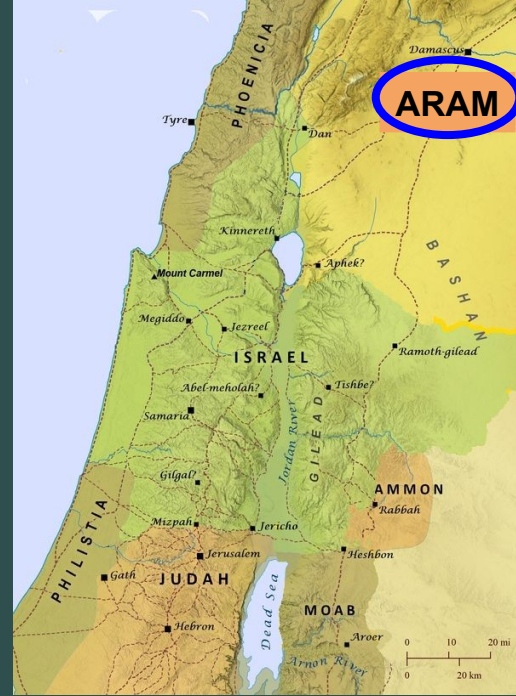 PHOENICIA
Damascus
ARAM
Tyre
Dan
Kinnereth
Aphek?
BASHAN
Mount Carmel
Megiddo
Jezreel
ISRAEL
Ramoth-gilead
Abel-meholah?
Tishbe?
Samaria
Jordan River
GILEAD
Gilgal?
AMMON
Rabbah
PHILISTIA
Mizpah
Jericho
Jerusalem
Heshbon
Gath
JUDAH
Dead Sea
MOAB
Hebron
Aroer
Arnon River
0 10 20 mi
0 20 km